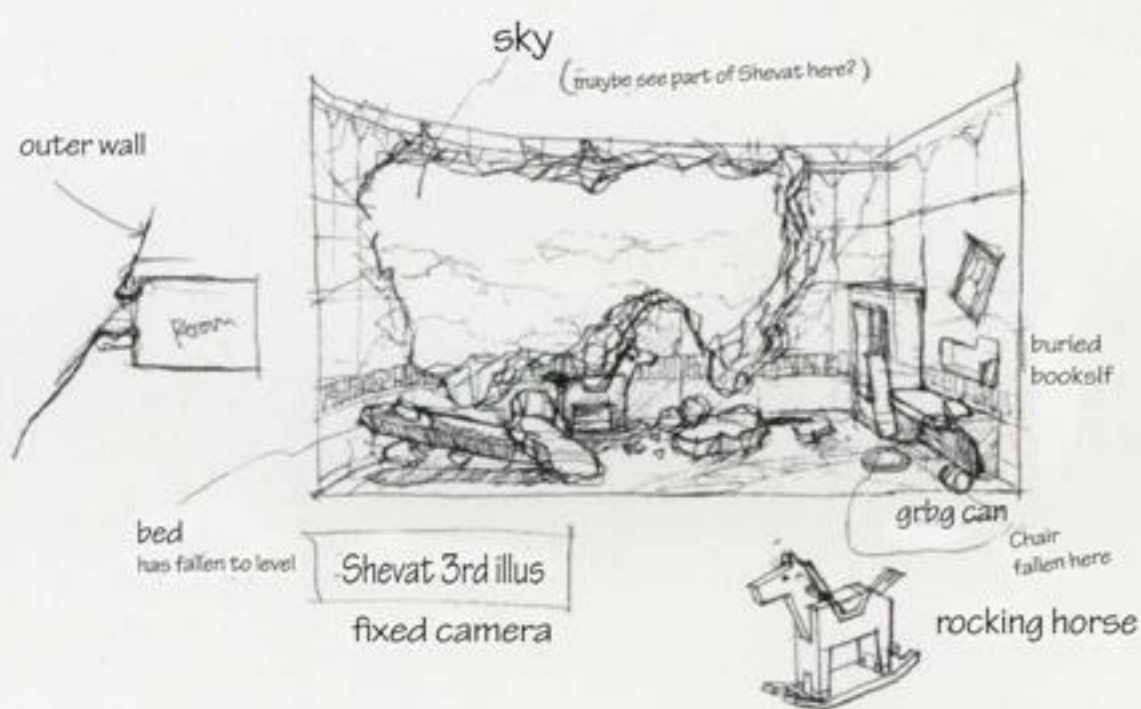 sky
(maybe see part of Shevat here?)
outer wall
Room
buried
bookslf
bed
has fallen to level
grbg can
Chair
fallen here
Shevat 3rd illus
fixed camera
rocking horse